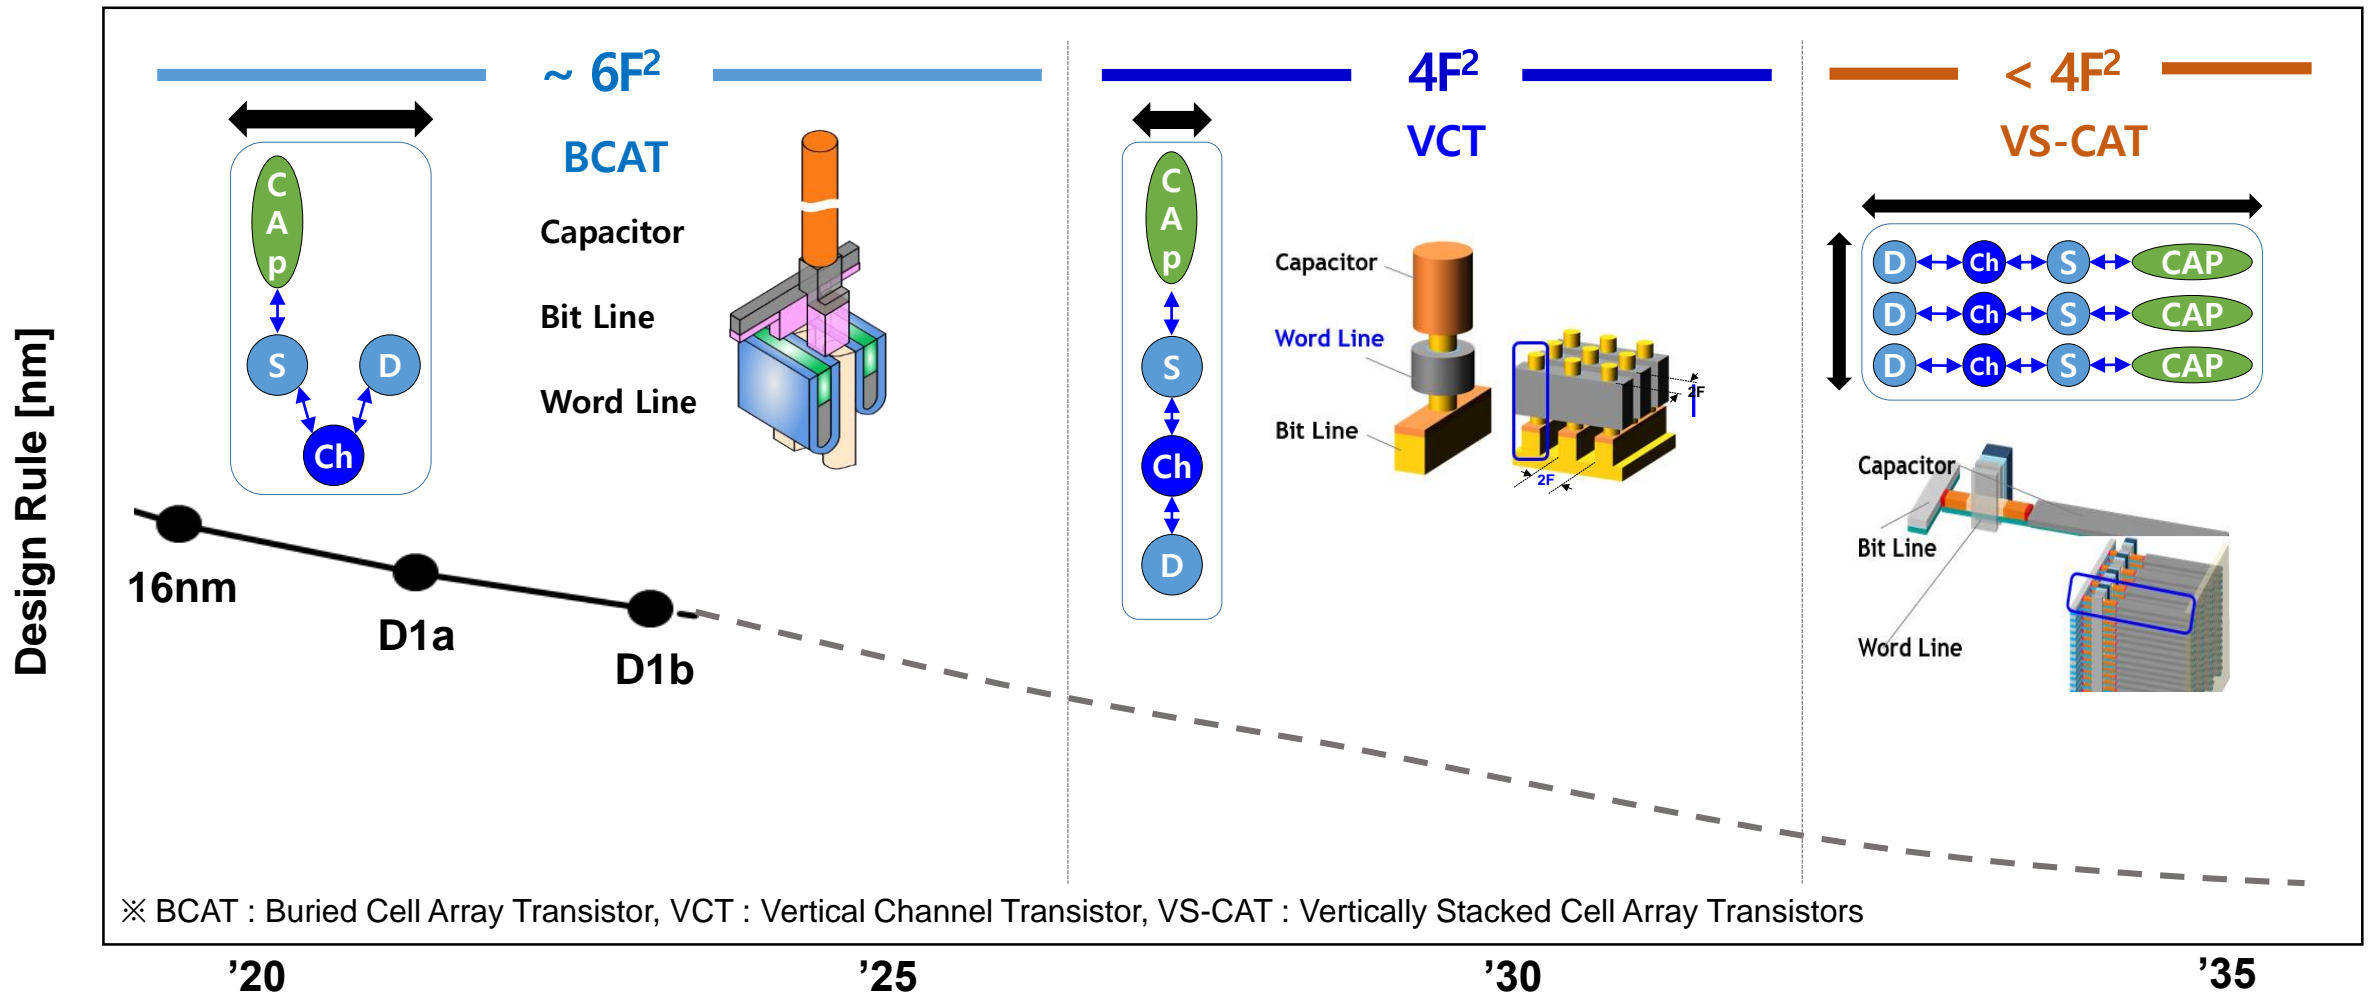 Design Rule [nm]
~ 6F²
BCAT
C
A
p
S
D
Ch
Capacitor
Bit Line
Word Line
16nm
D1a
D1b
4F²
VCT
C
A
p
S
Ch
D
Capacitor
Word Line
Bit Line
2F
2F
< 4F²
VS-CAT
D Ch S CAP
D Ch S CAP
D Ch S CAP
Capacitor
Bit Line
Word Line
※ BCAT : Buried Cell Array Transistor, VCT : Vertical Channel Transistor, VS-CAT : Vertically Stacked Cell Array Transistors
’20 ’25 ’30 ’35